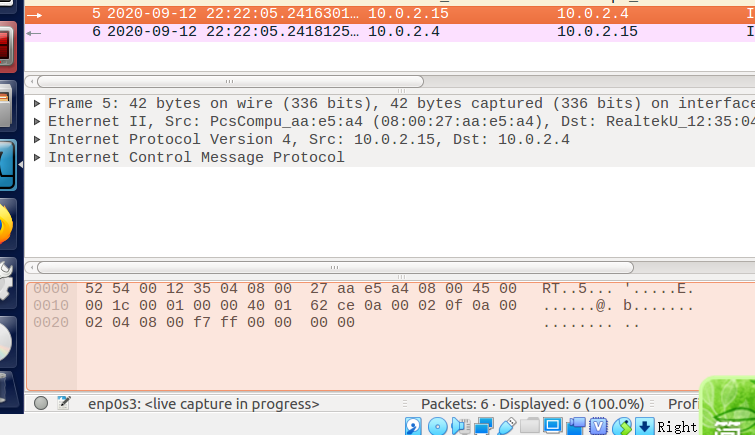 5 2020-09-12 22:22:05.2416301… 10.0.2.15 10.0.2.4 I
6 2020-09-12 22:22:05.2418125… 10.0.2.4 10.0.2.15 I
Frame 5: 42 bytes on wire (336 bits), 42 bytes captured (336 bits) on interface
Ethernet II, Src: PcsCompu_aa:e5:a4 (08:00:27:aa:e5:a4), Dst: RealtekU_12:35:04
Internet Protocol Version 4, Src: 10.0.2.15, Dst: 10.0.2.4
Internet Control Message Protocol
0000 52 54 00 12 35 04 08 00 27 aa e5 a4 08 00 45 00 RT..5... '.....E.
0010 00 1c 00 01 00 00 40 01 62 ce 0a 00 02 0f 0a 00 ......@. b.......
0020 02 04 08 00 f7 ff 00 00 00 00 ........ ..
enp0s3: <live capture in progress> Packets: 6 · Displayed: 6 (100.0%) Profi
Right